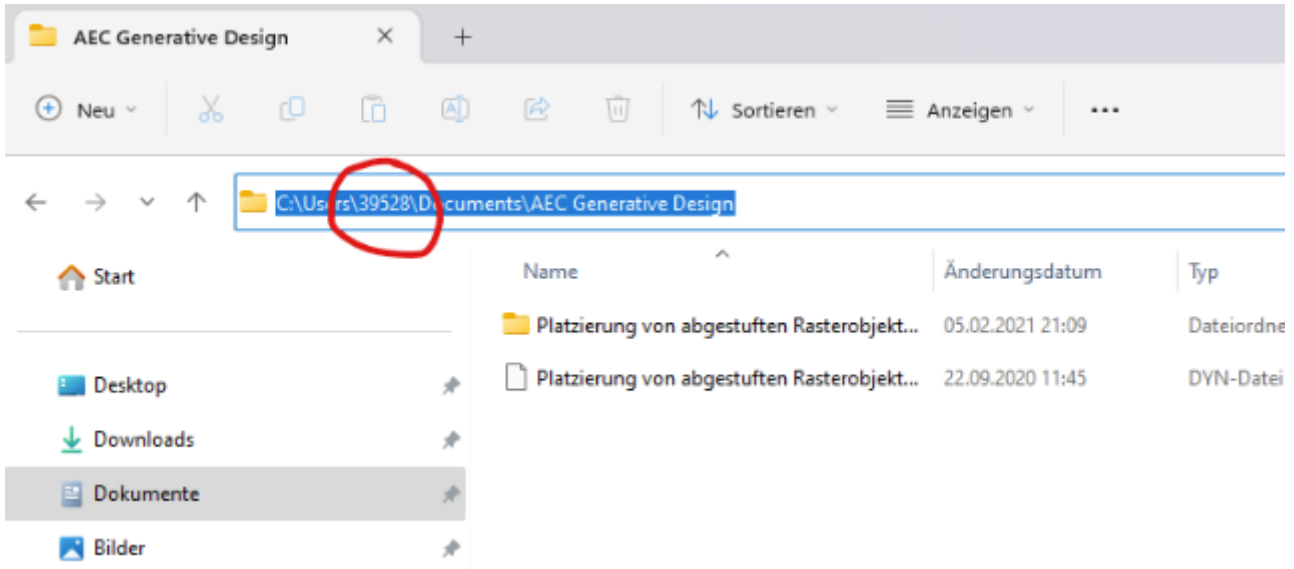 AEC Generative Design
Neu
Sortieren
Anzeigen
C:\Users\39528\Documents\AEC Generative Design
Start
Name Änderungsdatum Typ
Platzierung von abgestuften Rasterobjekt... 05.02.2021 21:09 Dateiordne
Desktop
Platzierung von abgestuften Rasterobjekt... 22.09.2020 11:45 DYN-Datei
Downloads
Dokumente
Bilder